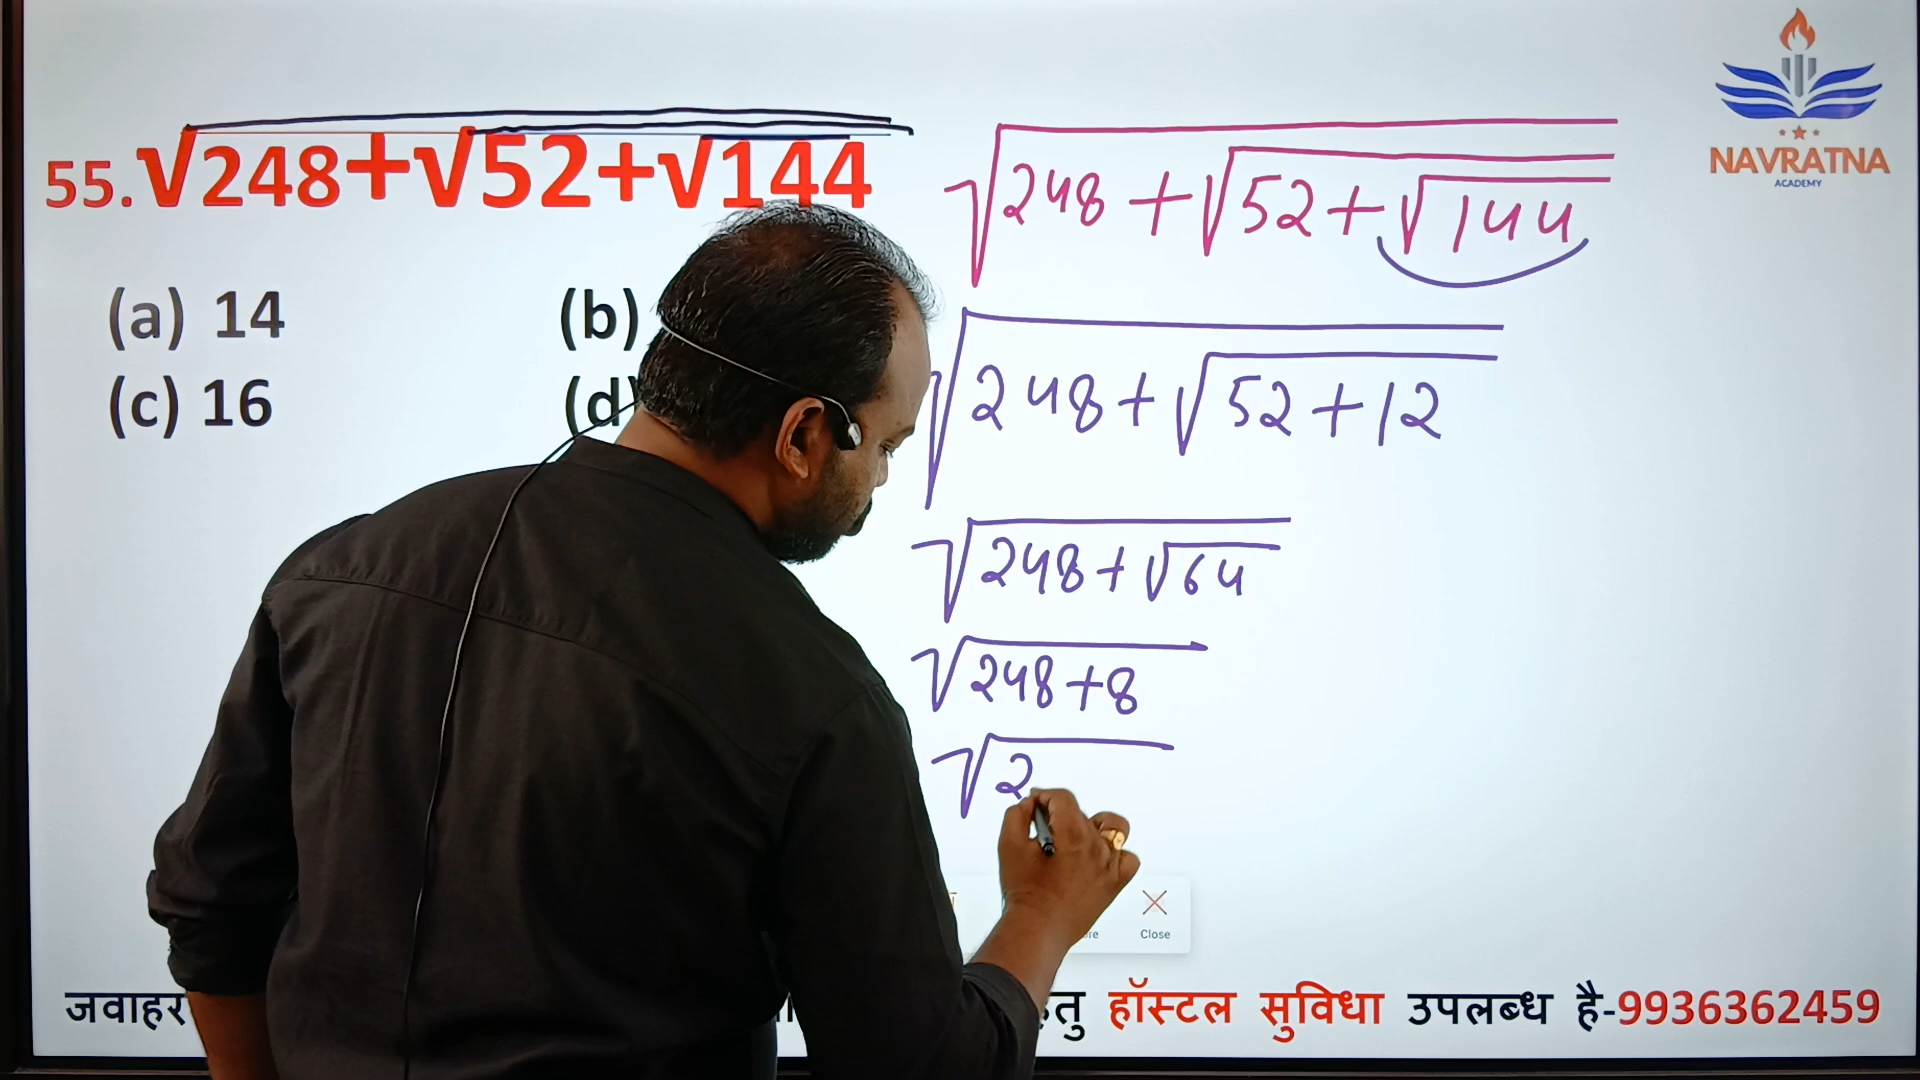 55.√248+√52+√144
(a) 14 (b)
(c) 16 (d)
√248+√52+√144
√248+√52+12
√248+√64
√248+8
√2
NAVRATNA
ACADEMY
Close
जवाहर हॉस्टल सुविधा उपलब्ध है-9936362459